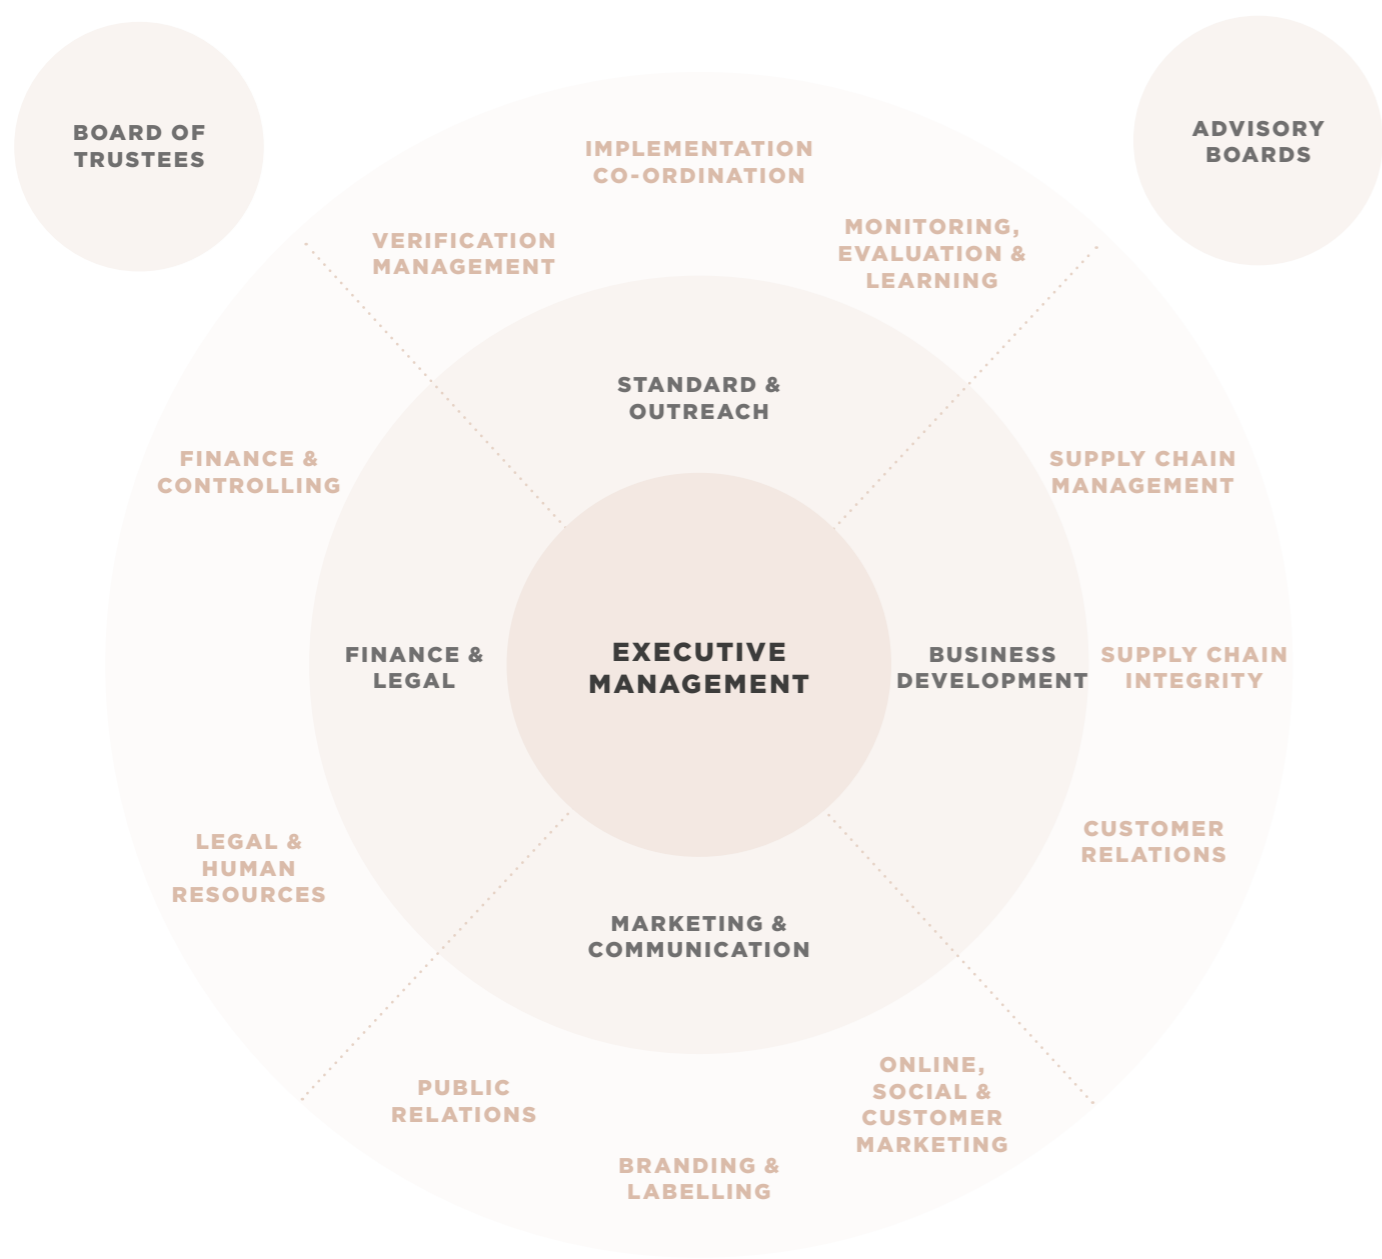 BOARD OF
TRUSTEES
ADVISORY
BOARDS
IMPLEMENTATION
CO-ORDINATION
VERIFICATION
MANAGEMENT
MONITORING,
EVALUATION &
LEARNING
STANDARD &
OUTREACH
FINANCE &
CONTROLLING
SUPPLY CHAIN
MANAGEMENT
FINANCE &
LEGAL
EXECUTIVE
MANAGEMENT
BUSINESS
DEVELOPMENT
SUPPLY CHAIN
INTEGRITY
LEGAL &
HUMAN
RESOURCES
CUSTOMER
RELATIONS
MARKETING &
COMMUNICATION
PUBLIC
RELATIONS
BRANDING &
LABELLING
ONLINE,
SOCIAL &
CUSTOMER
MARKETING